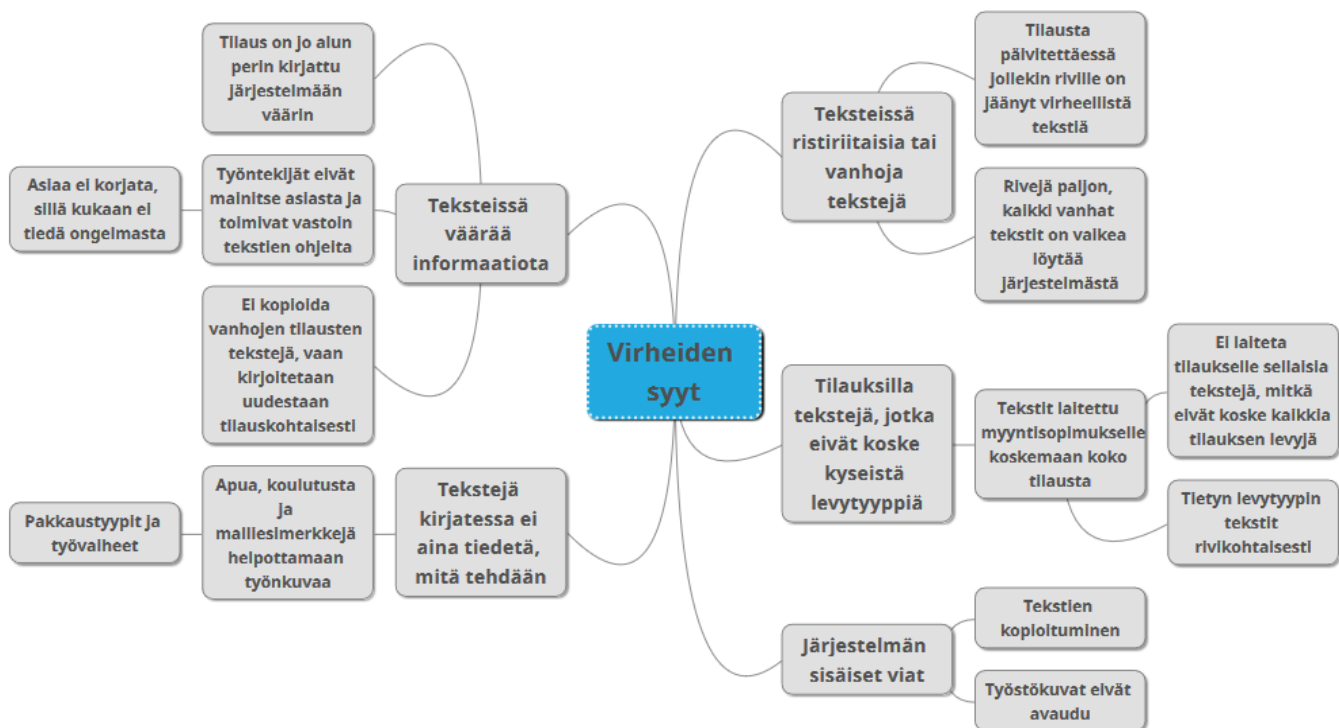 Virheiden
syyt
Teksteissä
väärää
informaatiota
Tilaus on jo alun
perin kirjattu
järjestelmään
väärin
Työntekijät eivät
mainitse asiasta ja
toimivat vastoin
tekstien ohjeita
Asiaa ei korjata,
sillä kukaan ei
tiedä ongelmasta
Ei kopioida
vanhojen tilausten
tekstejä, vaan
kirjoitetaan
uudestaan
tilauskohtaisesti
Tekstejä
kirjatessa ei
aina tiedetä,
mitä tehdään
Apua, koulutusta
ja
malliesimerkkejä
helpottamaan
työnkuvaa
Pakkaustyypit ja
työvaiheet
Teksteissä
ristiriitaisia tai
vanhoja
tekstejä
Tilausta
päivitettäessä
jollekin riville on
jäänyt virheellistä
tekstiä
Rivejä paljon,
kaikki vanhat
tekstit on vaikea
löytää
järjestelmästä
Tilauksilla
tekstejä, jotka
eivät koske
kyseistä
levytyyppiä
Tekstit laitettu
myyntisopimukselle
koskemaan koko
tilausta
Ei laiteta
tilaukselle sellaisia
tekstejä, mitkä
eivät koske kaikkia
tilauksen levyjä
Tietyn levytyypin
tekstit
rivikohtaisesti
Järjestelmän
sisäiset viat
Tekstien
kopioituminen
Työstökuvat eivät
avaudu